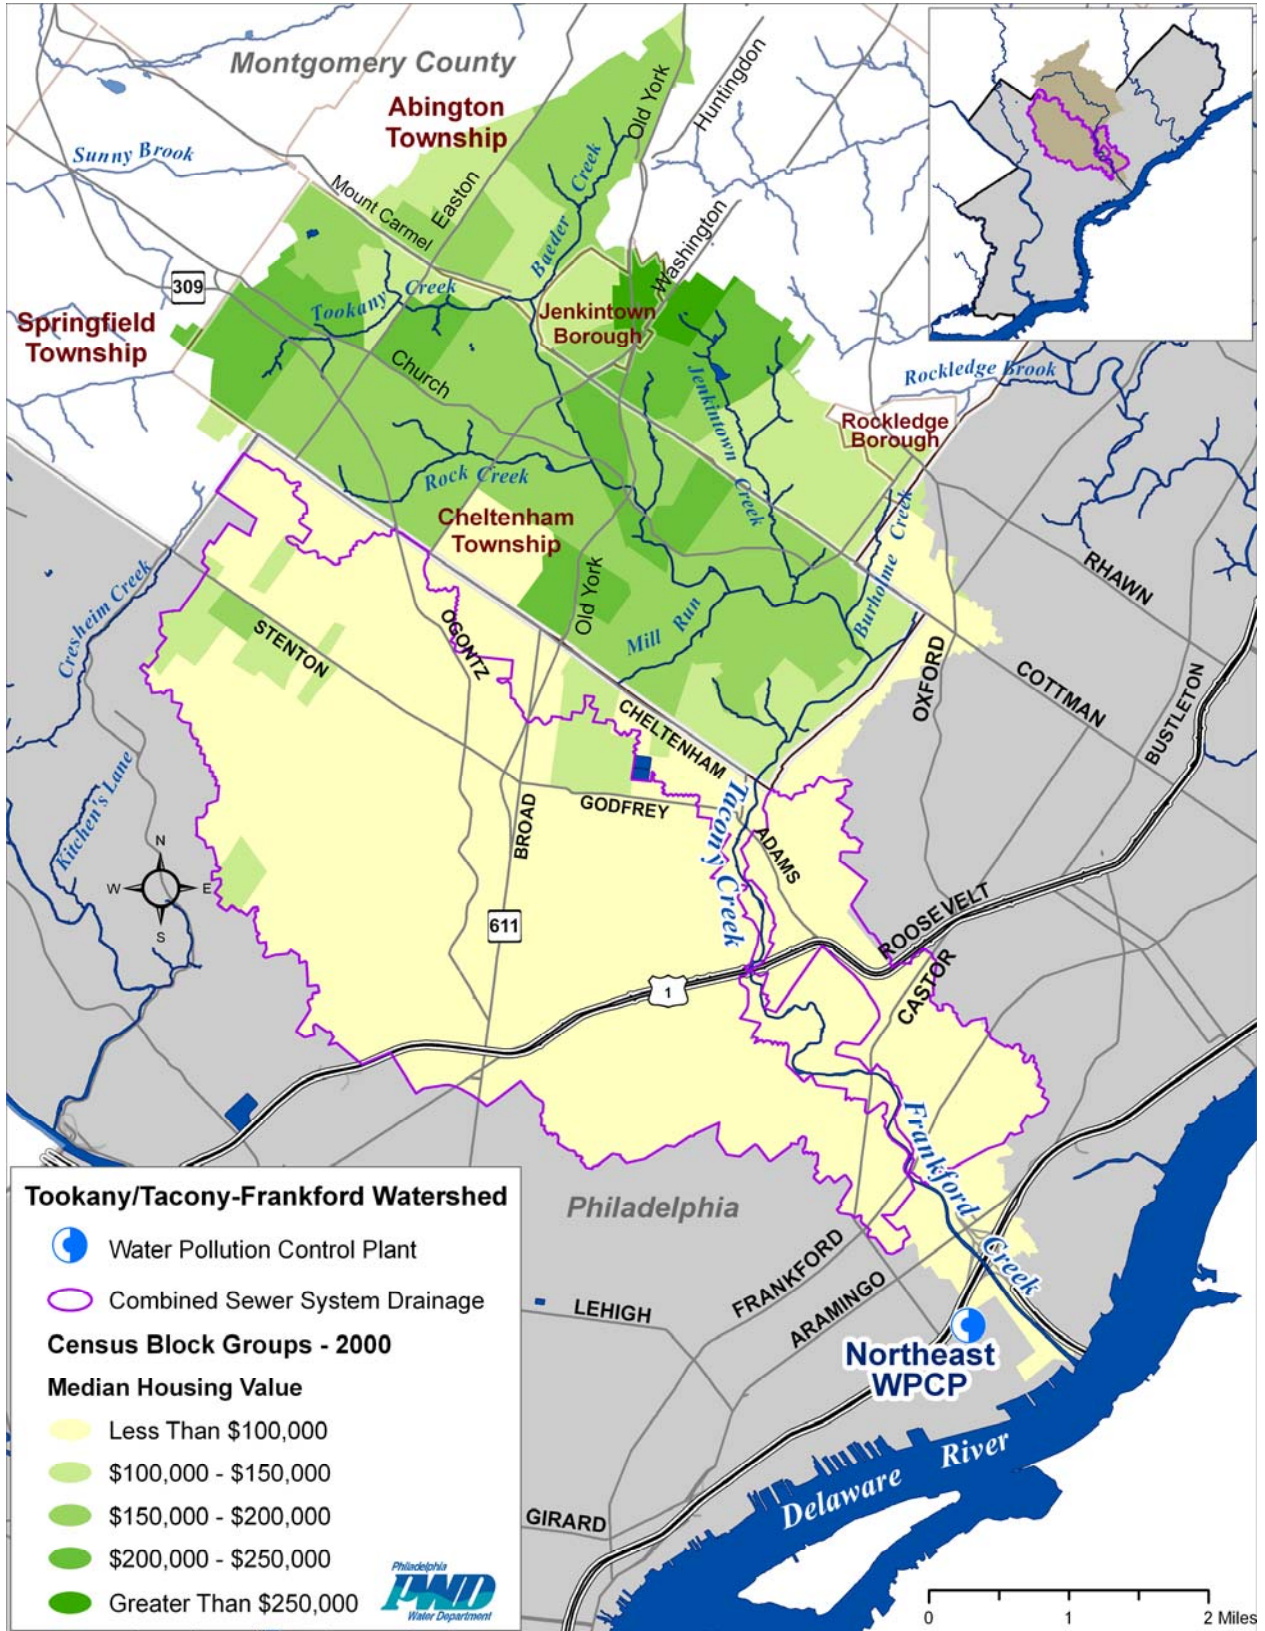 Montgomery County
Abington
Township
Old York
Huntingdon
Sunny Brook
Baeder Creek
Easton
Mount Carmel
Washington
309
Tookany Creek
Jenkintown
Borough
Springfield
Township
Church
Rockledge Brook
Jenkintown Creek
Rockledge
Borough
Rock Creek
Cheltenham
Township
Burholme Creek
RHAWN
Cresheim Creek
Old York
Mill Run
OGONTZ
STENTON
OXFORD
COTTMAN
BUSTLETON
CHELTENHAM
Kitchen's Lane
GODFREY
BROAD
Tacony Creek
ADAMS
N
W E
S
611
ROOSEVELT
1
CASTOR
Frankford Creek
Philadelphia
FRANKFORD
ARAMINGO
LEHIGH
Northeast
WPCP
Delaware River
GIRARD
Tookany/Tacony-Frankford Watershed
Water Pollution Control Plant
Combined Sewer System Drainage
Census Block Groups - 2000
Median Housing Value
Less Than $100,000
$100,000 - $150,000
$150,000 - $200,000
$200,000 - $250,000
Greater Than $250,000
Philadelphia
PWD
Water Department
0 1 2 Miles